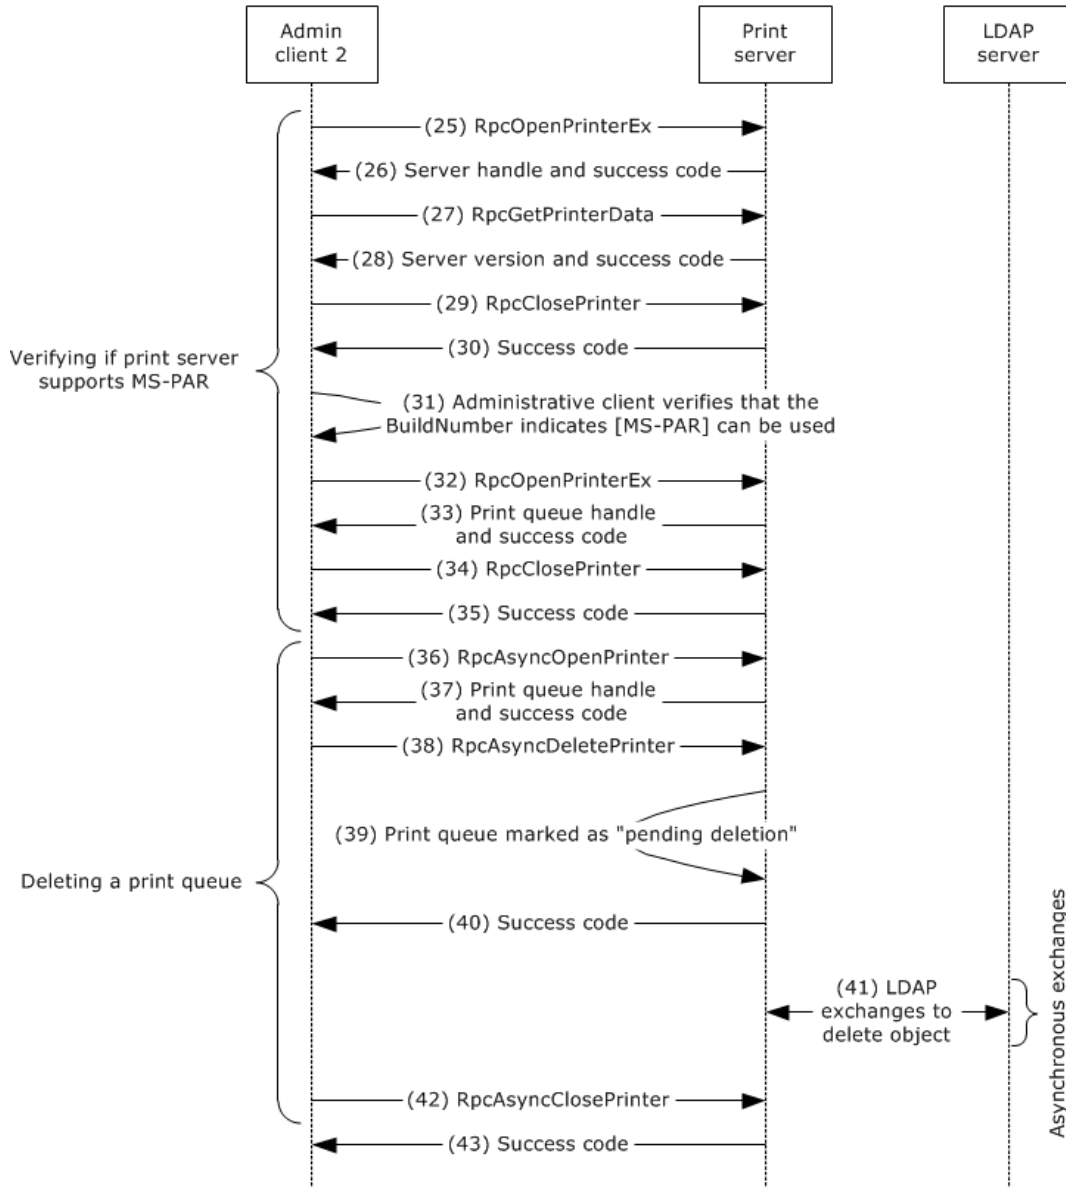 Admin
client 2
Print
server
LDAP
server
(25) RpcOpenPrinterEx
(26) Server handle and success code
(27) RpcGetPrinterData
(28) Server version and success code
(29) RpcClosePrinter
(30) Success code
Verifying if print server
supports MS-PAR
(31) Administrative client verifies that the
BuildNumber indicates [MS-PAR] can be used
(32) RpcOpenPrinterEx
(33) Print queue handle
and success code
(34) RpcClosePrinter
(35) Success code
(36) RpcAsyncOpenPrinter
(37) Print queue handle
and success code
(38) RpcAsyncDeletePrinter
(39) Print queue marked as "pending deletion"
Deleting a print queue
(40) Success code
(41) LDAP
exchanges to
delete object
Asynchronous exchanges
(42) RpcAsyncClosePrinter
(43) Success code